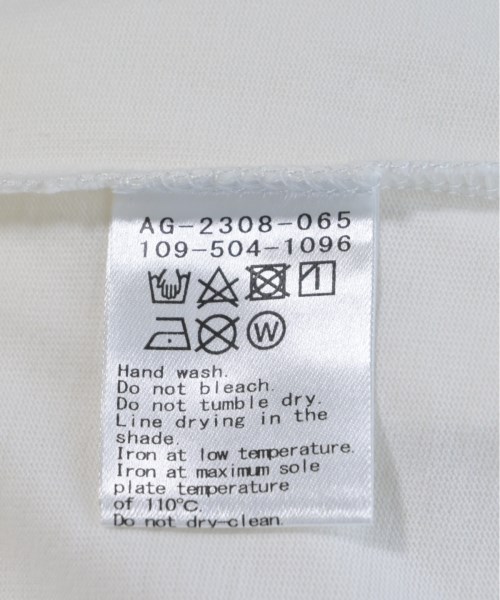 AG-2308-065
109-504-1096
W
Hand wash.
Do not bleach.
Do not tumble dry.
Line drying in the
shade.
Iron at low temperature.
Iron at maximum sole
plate temperature
of 110℃.
Do not dry-clean.